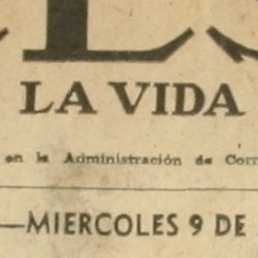 LA VIDA
en la Administración de
—MIERCOLES 9 DE